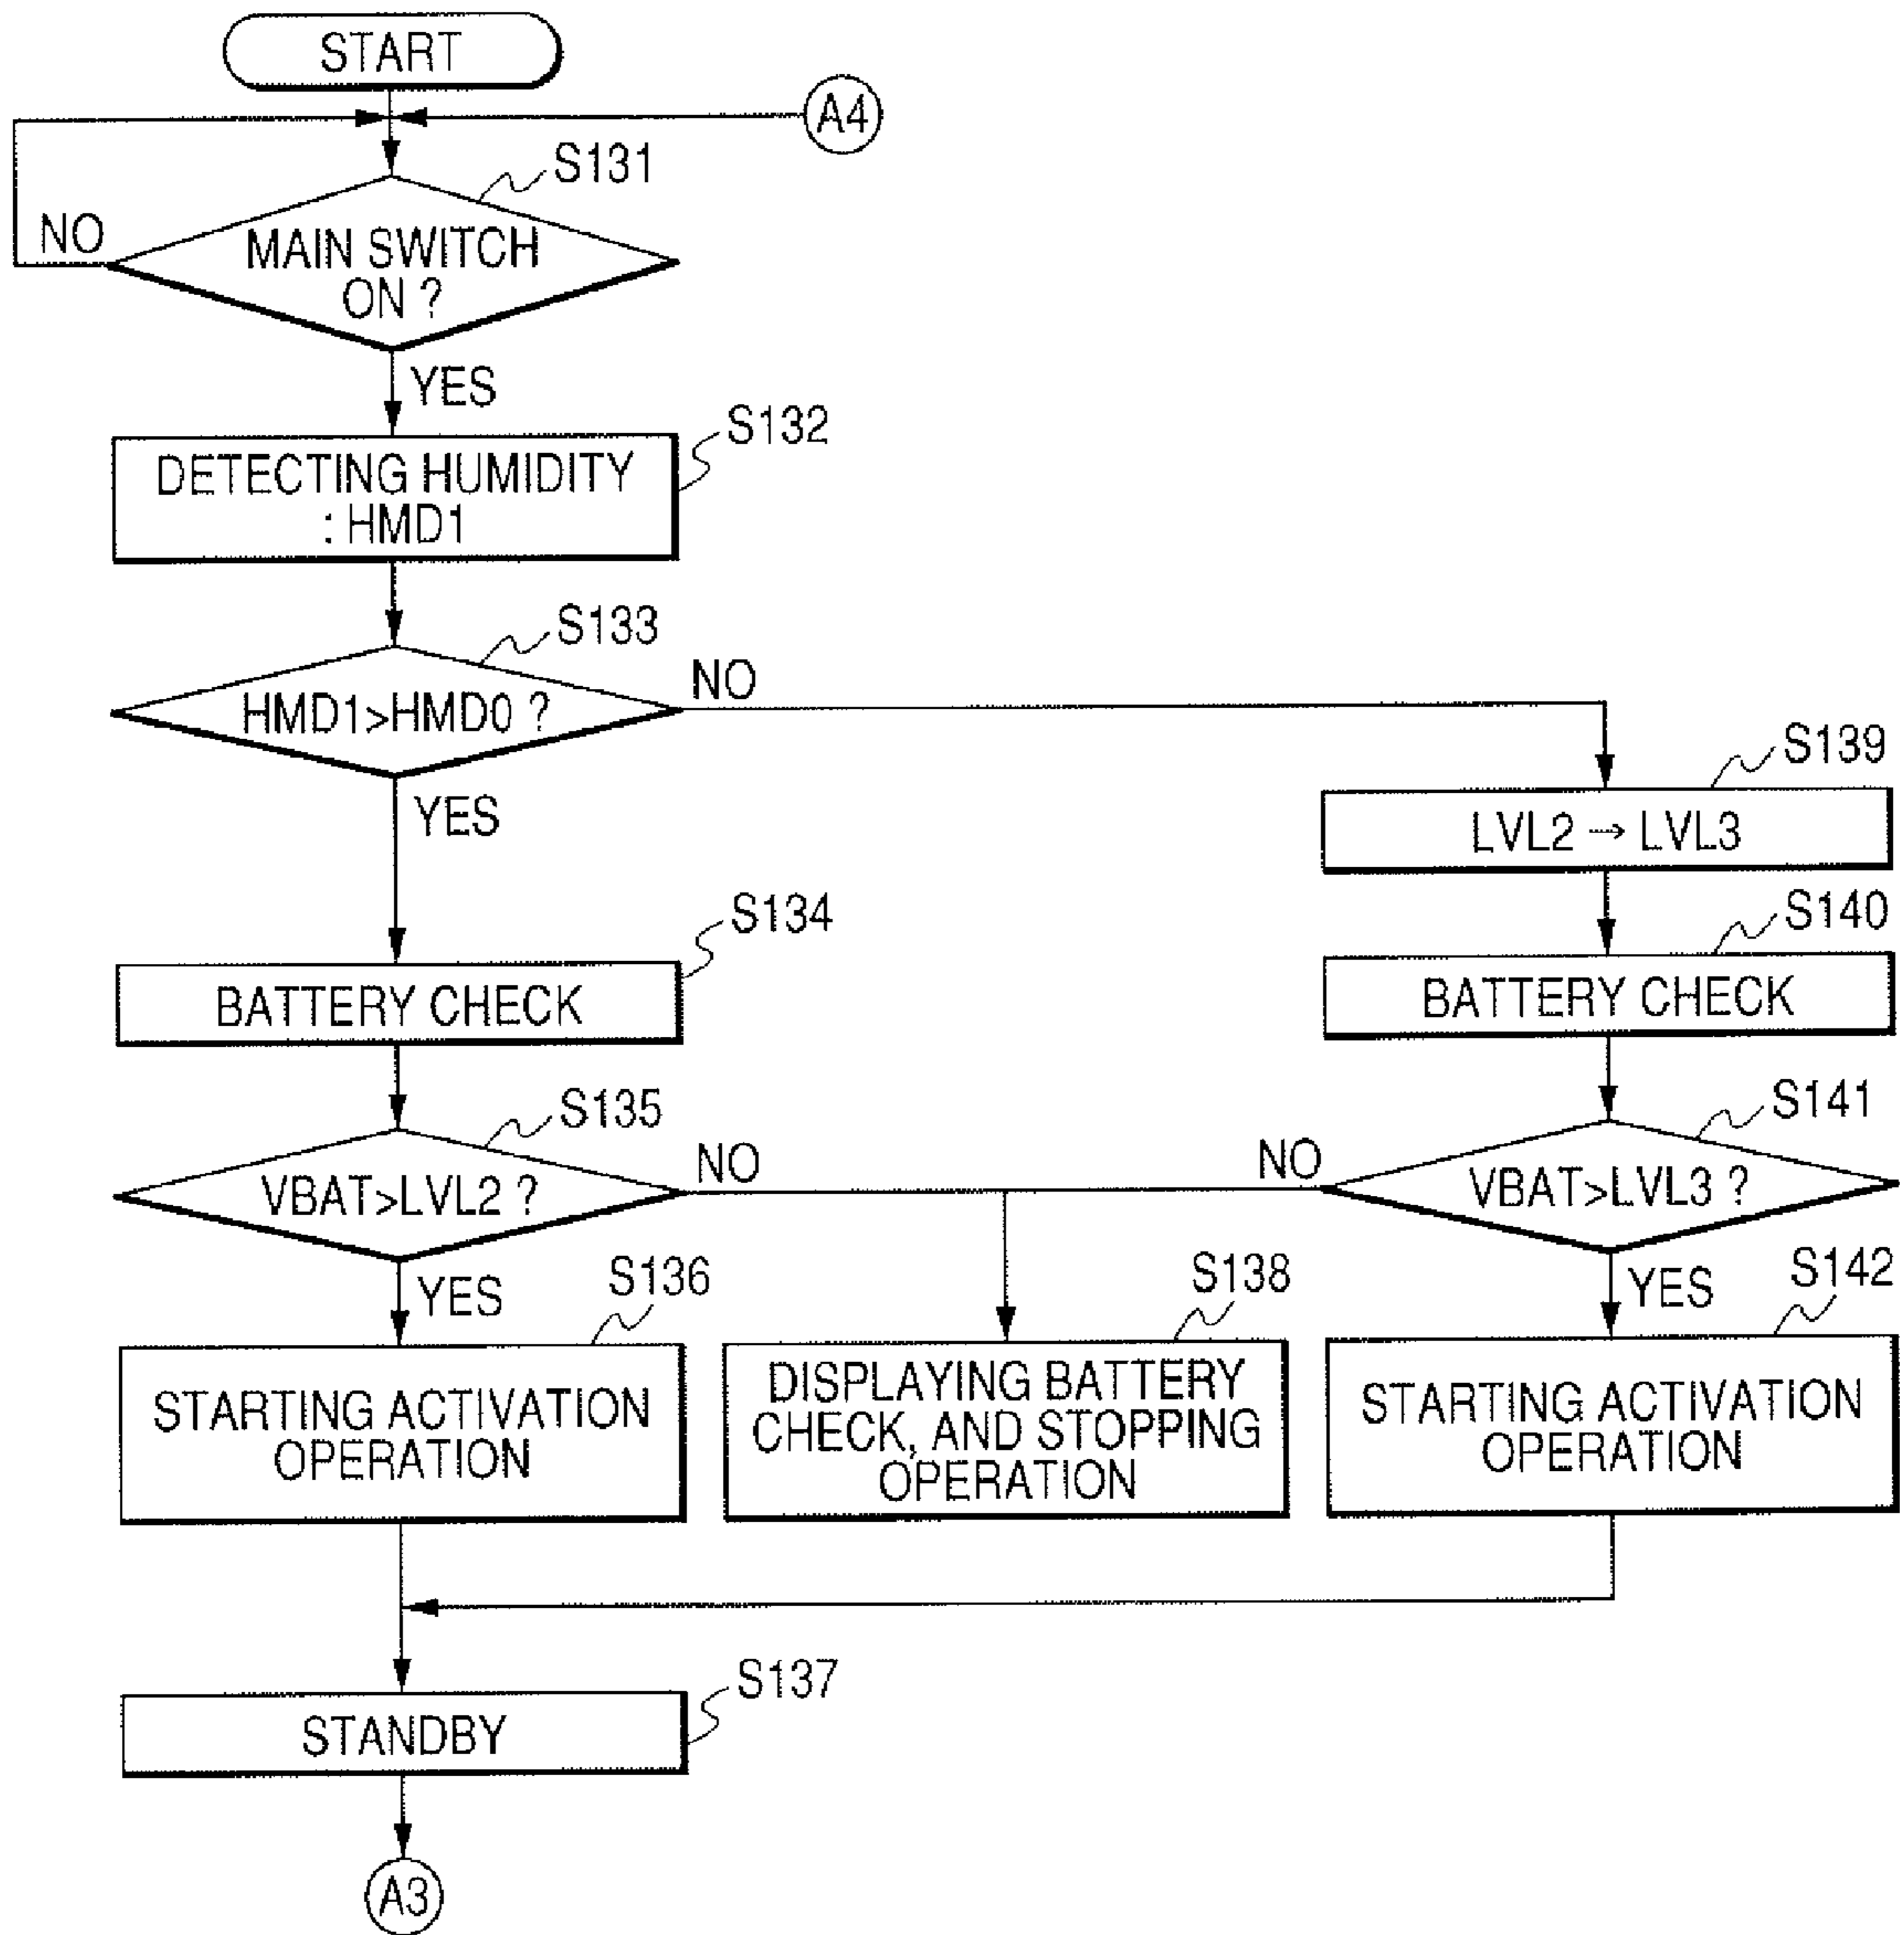 START
A4
S131
NO
MAIN SWITCH
ON ?
YES
S132
DETECTING HUMIDITY
: HMD1
S133
HMD1>HMD0 ?
NO
YES
S139
LVL2 → LVL3
S134
S140
BATTERY CHECK
BATTERY CHECK
S135
S141
VBAT>LVL2 ?
NO
NO
VBAT>LVL3 ?
YES
S136
S138
YES
S142
STARTING ACTIVATION
OPERATION
DISPLAYING BATTERY
CHECK, AND STOPPING
OPERATION
STARTING ACTIVATION
OPERATION
S137
STANDBY
A3